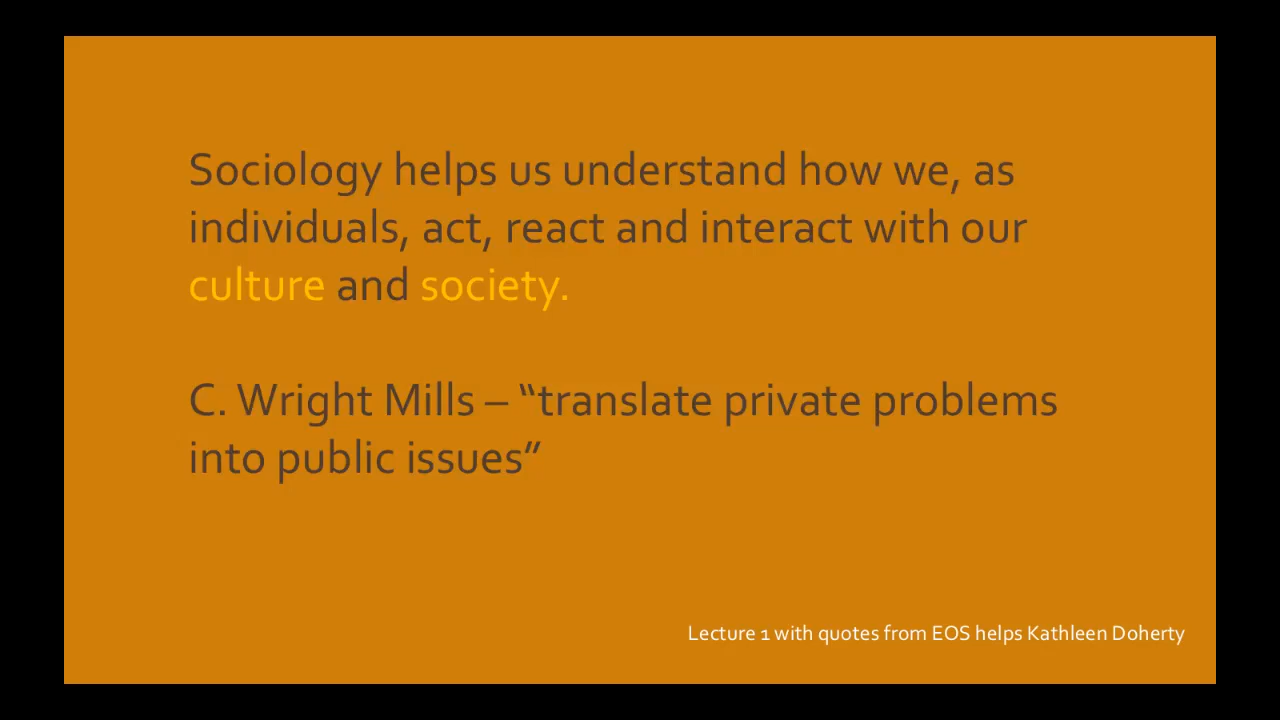 Sociology helps us understand how we, as
individuals, act, react and interact with our
culture and society.
C. Wright Mills – “translate private problems
into public issues”
Lecture 1 with quotes from EOS helps Kathleen Doherty